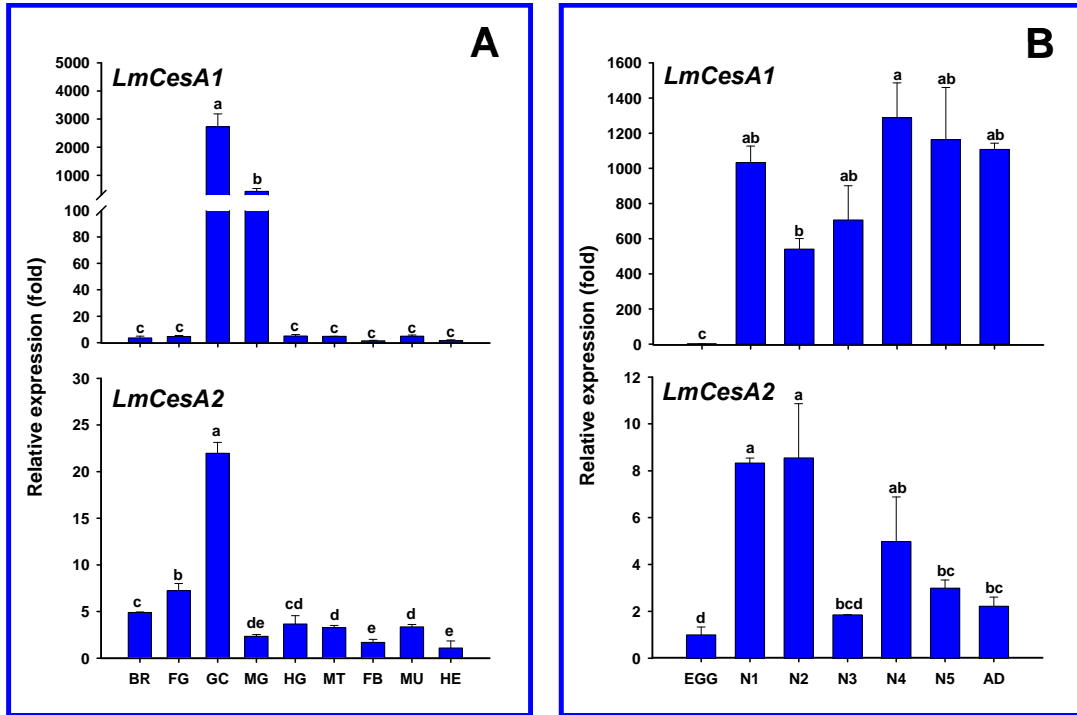 A
LmCesA1
Relative expression (fold)
5000
4000
3000
2000
1000
100
80
60
40
20
0
c c a b c c c c c
LmCesA2
30
25
20
15
10
5
0
c b a de cd d e d e
BR FG GC MG HG MT FB MU HE
B
LmCesA1
Relative expression (fold)
1600
1400
1200
1000
800
600
400
200
0
c ab b ab a ab ab
LmCesA2
12
10
8
6
4
2
0
d a a bcd ab bc bc
EGG N1 N2 N3 N4 N5 AD